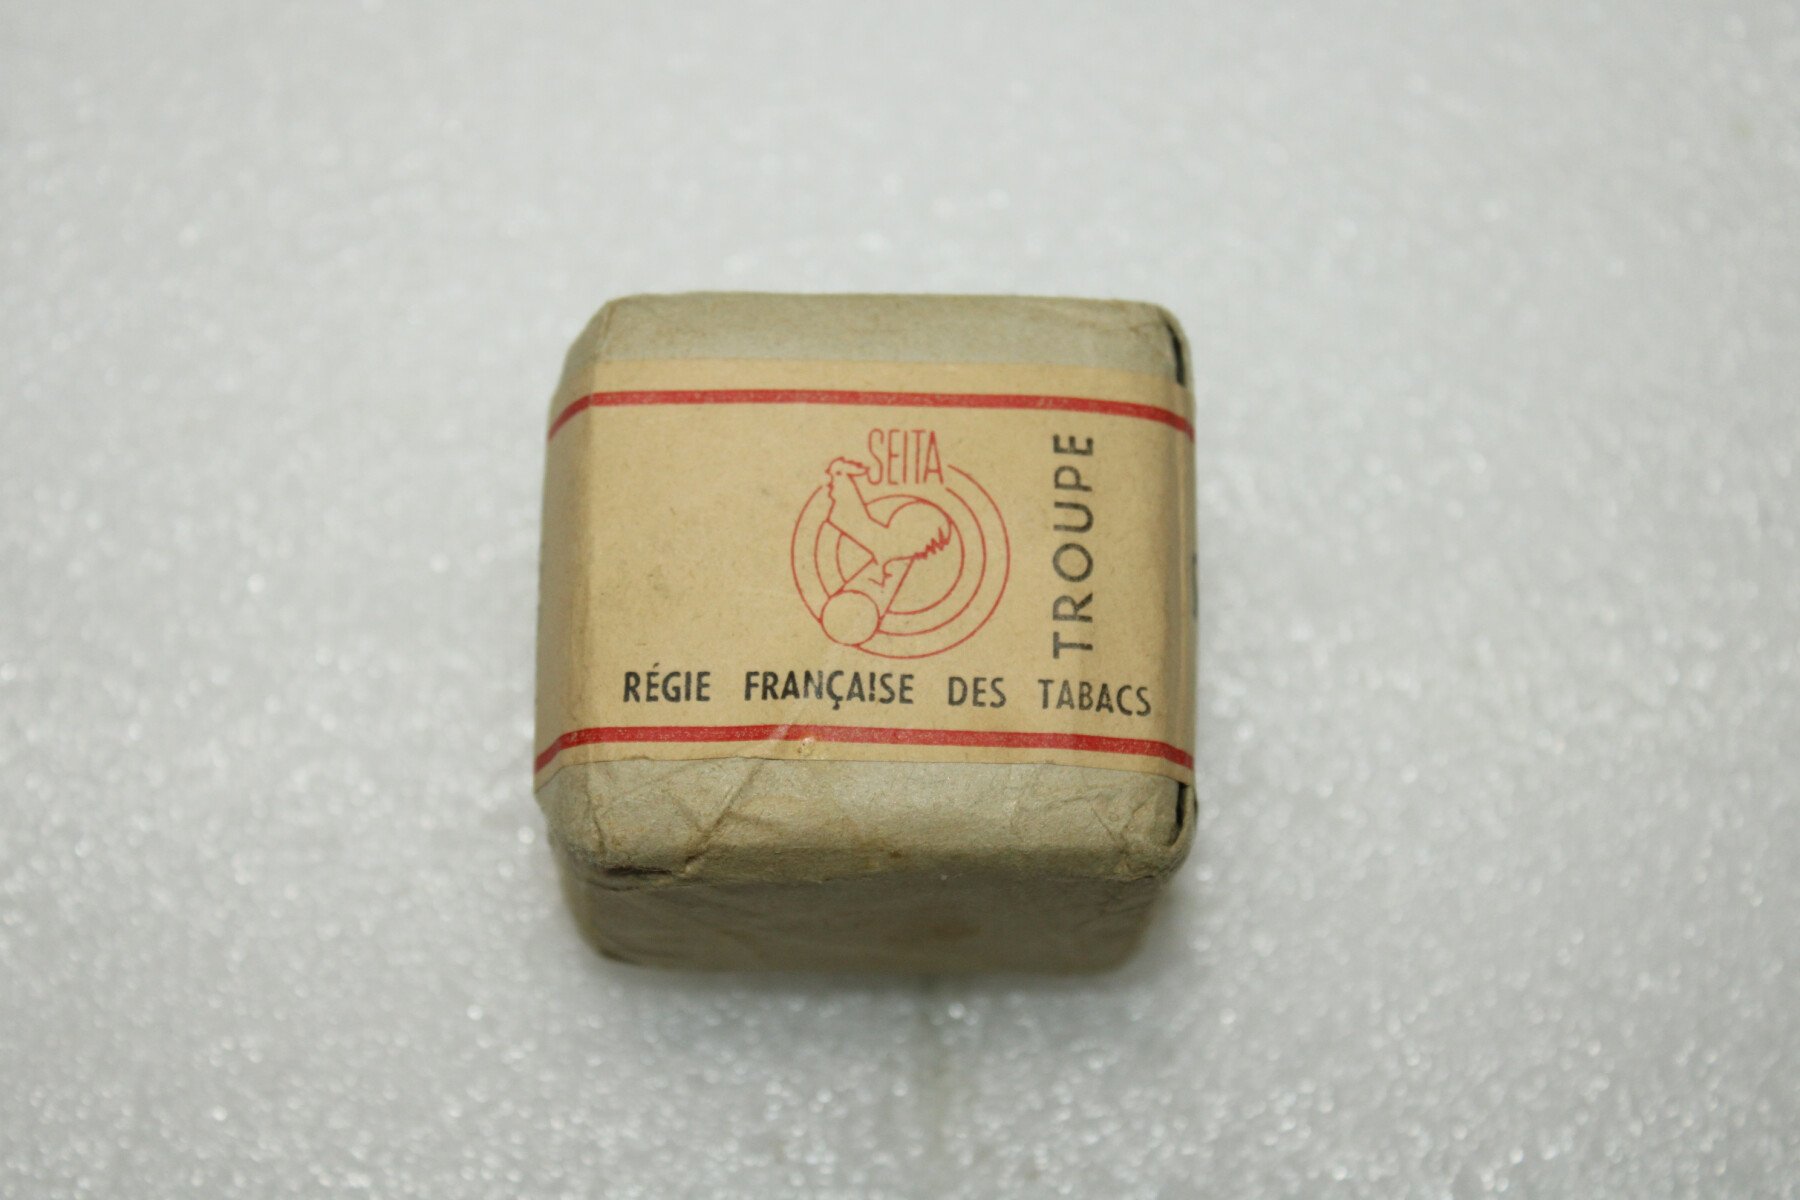 SEITA
TROUPE
RÉGIE FRANÇAISE DES TABACS